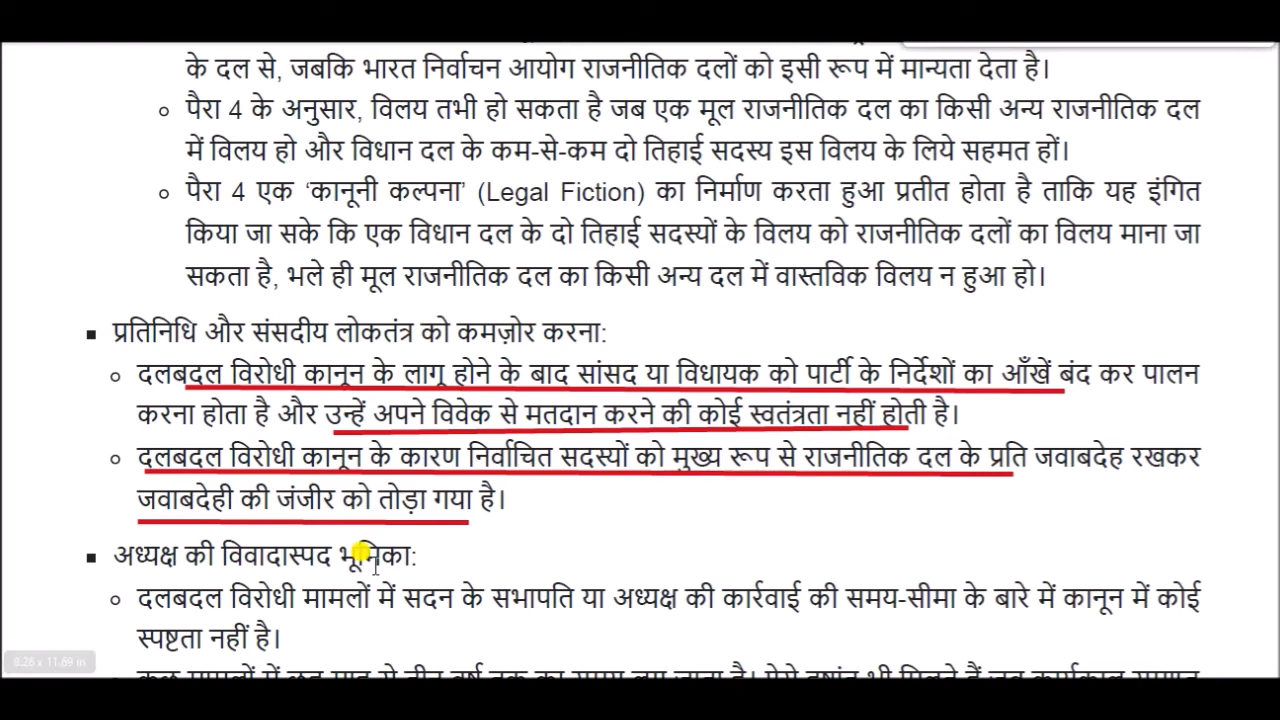 के दल से, जबकि भारत निर्वाचन आयोग राजनीतिक दलों को इसी रूप में मान्यता देता है।
पैरा 4 के अनुसार, विलय तभी हो सकता है जब एक मूल राजनीतिक दल का किसी अन्य राजनीतिक दल
में विलय हो और विधान दल के कम-से-कम दो तिहाई सदस्य इस विलय के लिये सहमत हों।
पैरा 4 एक ‘कानूनी कल्पना’ (Legal Fiction) का निर्माण करता हुआ प्रतीत होता है ताकि यह इंगित
किया जा सके कि एक विधान दल के दो तिहाई सदस्यों के विलय को राजनीतिक दलों का विलय माना जा
सकता है, भले ही मूल राजनीतिक दल का किसी अन्य दल में वास्तविक विलय न हुआ हो।
प्रतिनिधि और संसदीय लोकतंत्र को कमज़ोर करना:
दलबदल विरोधी कानून के लागू होने के बाद सांसद या विधायक को पार्टी के निर्देशों का आँखें बंद कर पालन
करना होता है और उन्हें अपने विवेक से मतदान करने की कोई स्वतंत्रता नहीं होती है।
दलबदल विरोधी कानून के कारण निर्वाचित सदस्यों को मुख्य रूप से राजनीतिक दल के प्रति जवाबदेह रखकर
जवाबदेही की जंजीर को तोड़ा गया है।
अध्यक्ष की विवादास्पद भूमिका:
दलबदल विरोधी मामलों में सदन के सभापति या अध्यक्ष की कार्रवाई की समय-सीमा के बारे में कानून में कोई
स्पष्टता नहीं है।
8.26 x 11.69 in